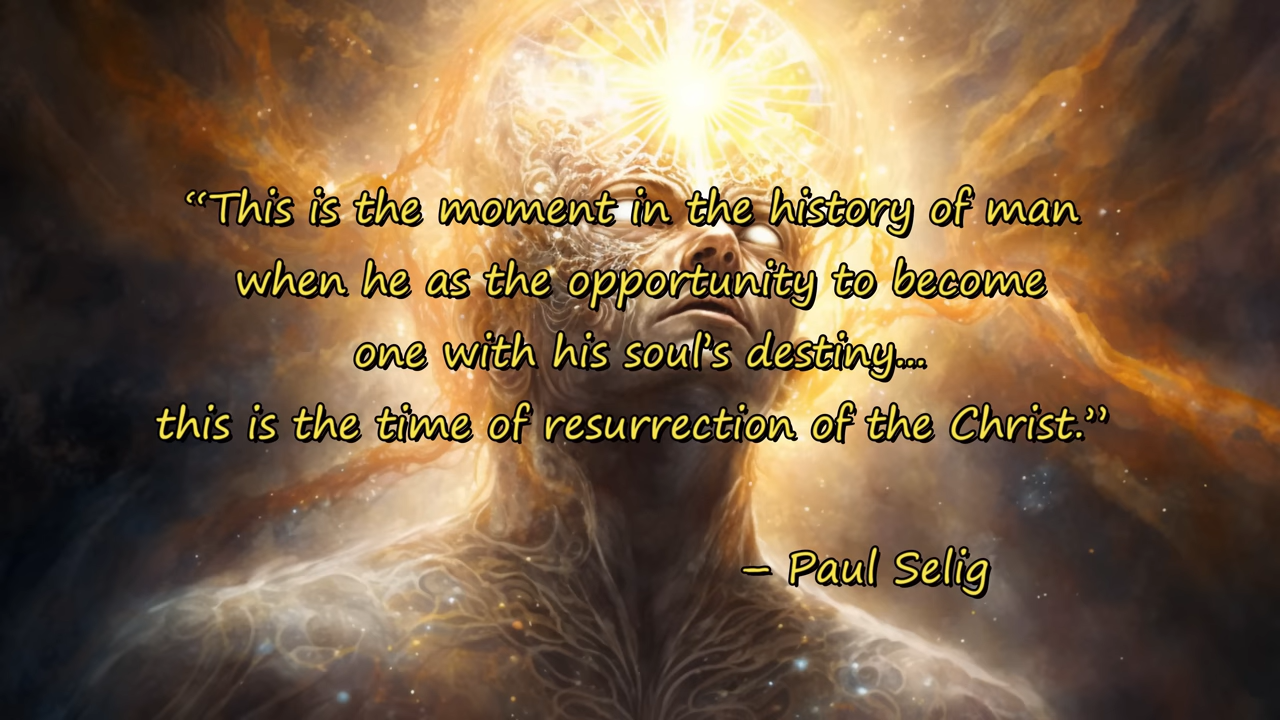 “This is the moment in the history of man
when he as the opportunity to become
one with his soul’s destiny...
this is the time of resurrection of the Christ.”
– Paul Selig